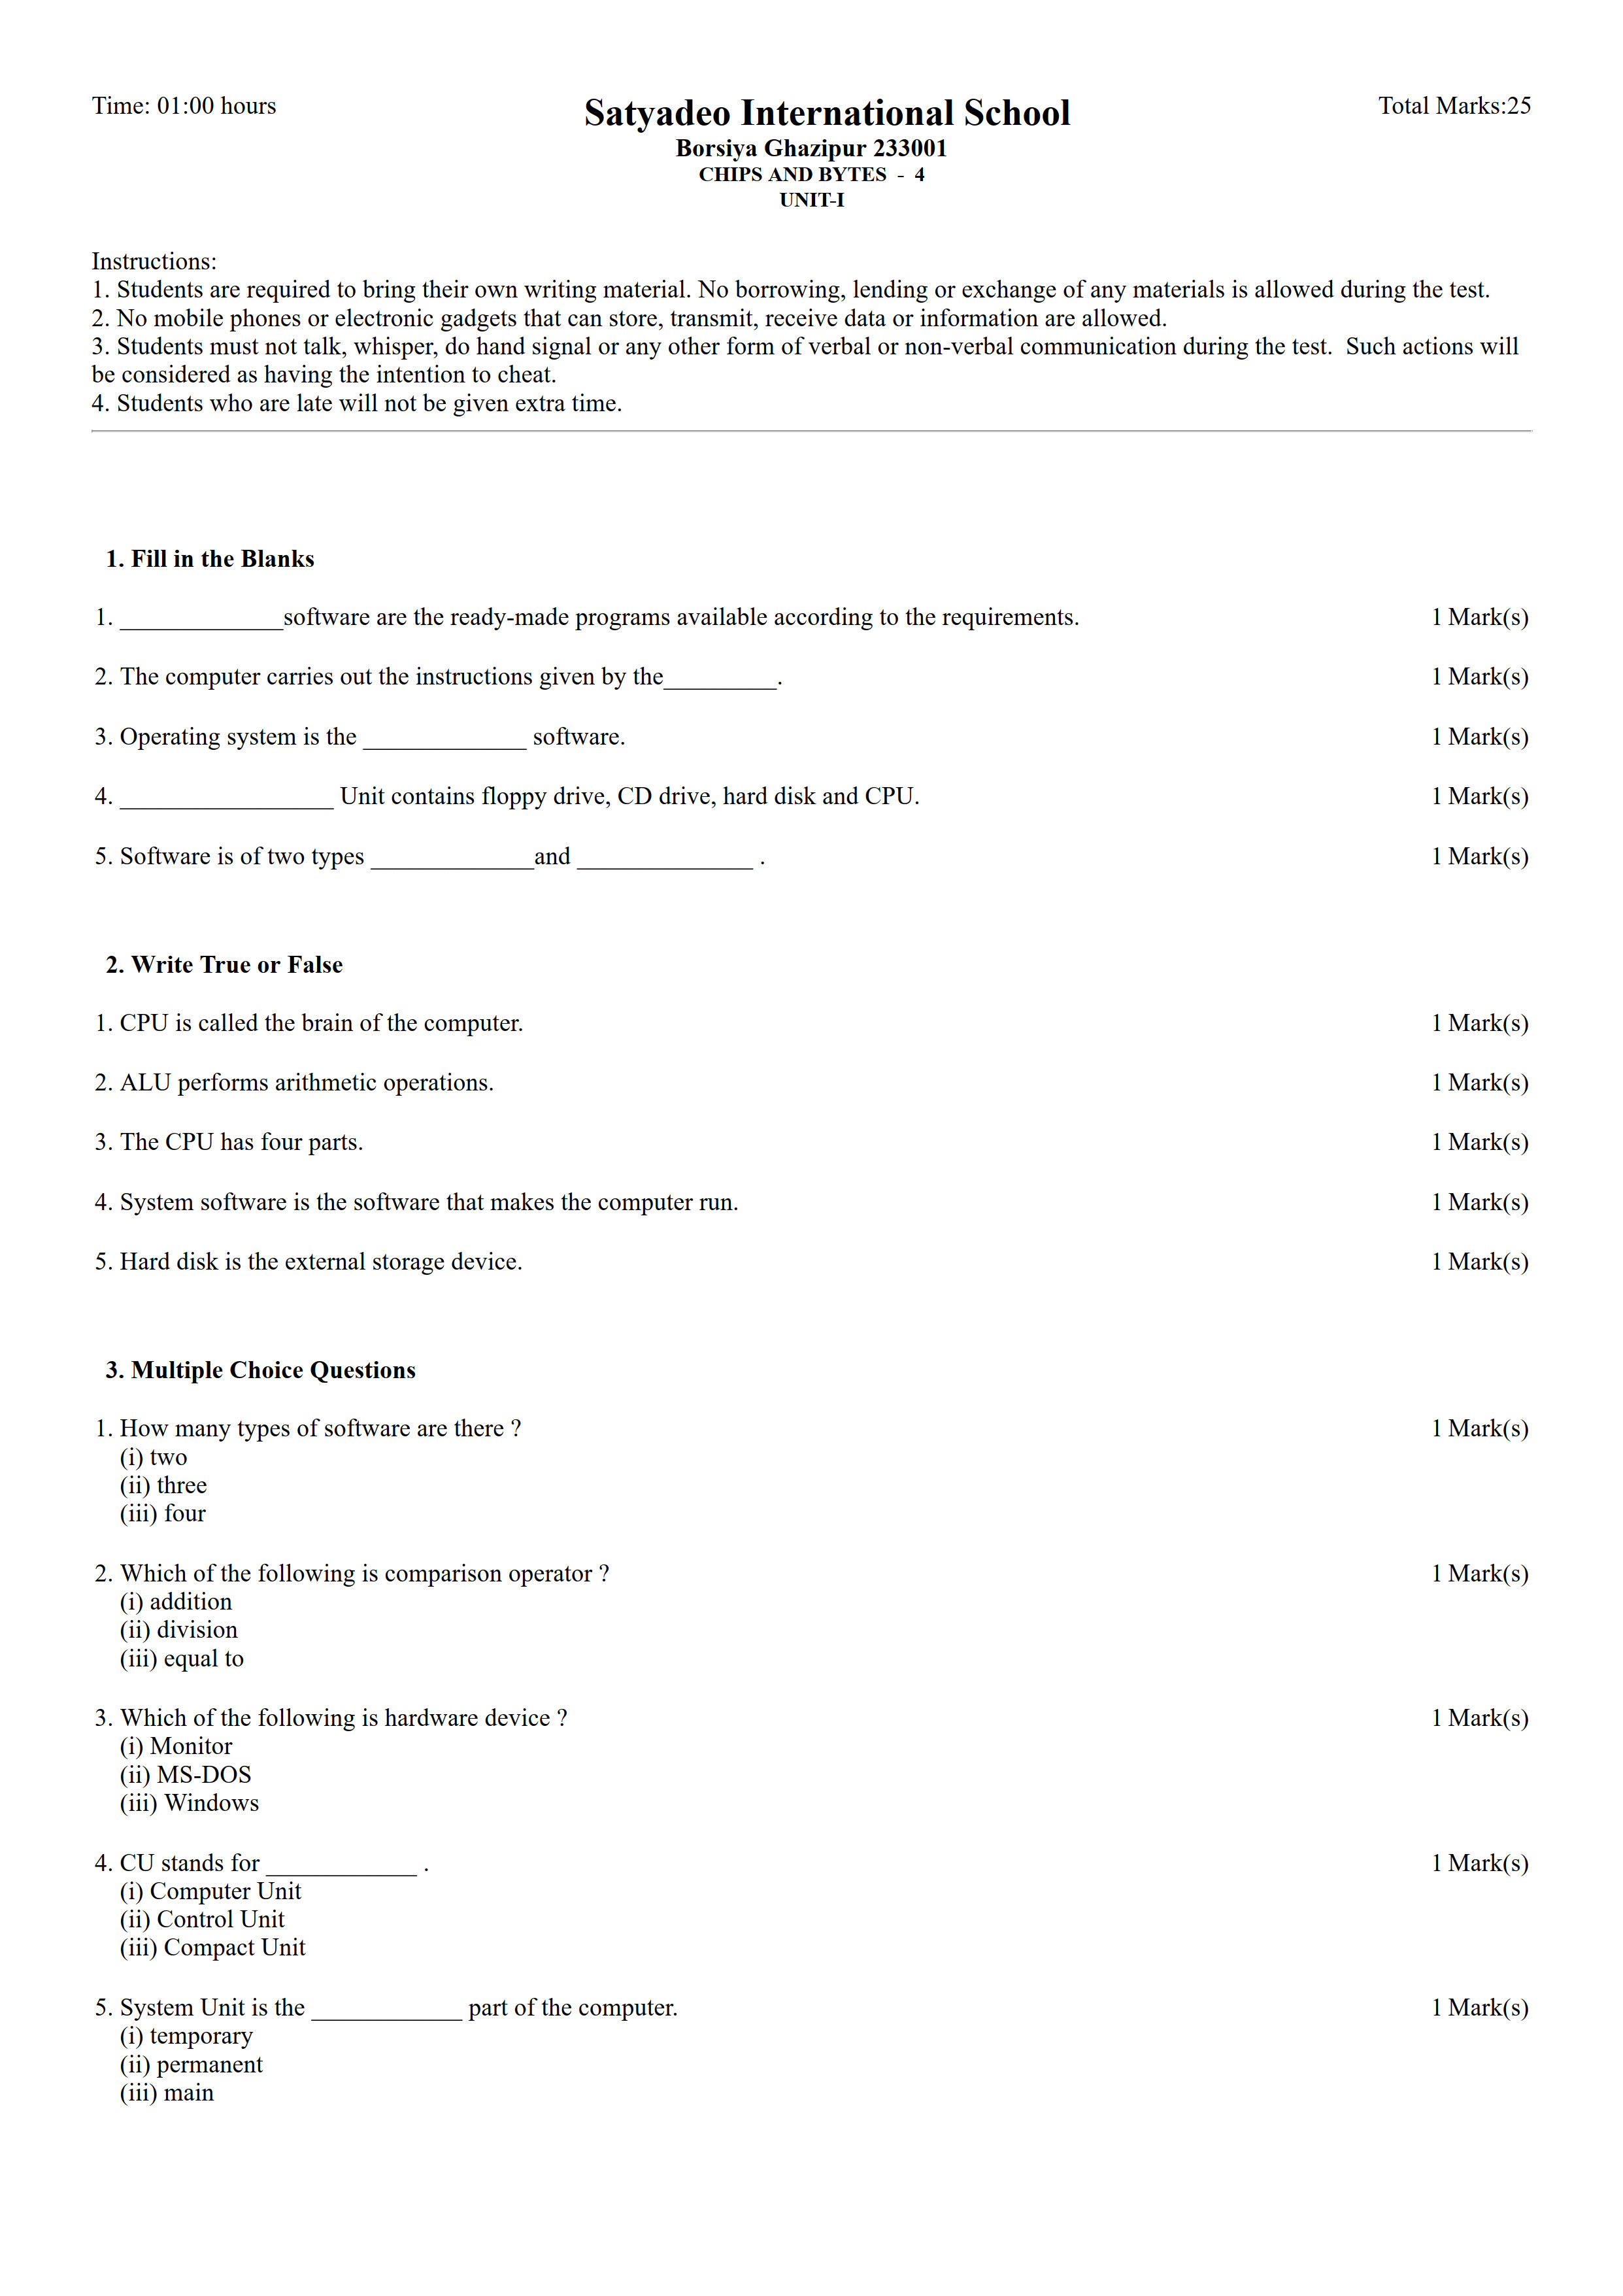 Time: 01:00 hours
Satyadeo International School
Total Marks:25
Borsiya Ghazipur 233001
CHIPS AND BYTES - 4
UNIT-I
Instructions:
1. Students are required to bring their own writing material. No borrowing, lending or exchange of any materials is allowed during the test.
2. No mobile phones or electronic gadgets that can store, transmit, receive data or information are allowed.
3. Students must not talk, whisper, do hand signal or any other form of verbal or non-verbal communication during the test. Such actions will
be considered as having the intention to cheat.
4. Students who are late will not be given extra time.
1. Fill in the Blanks
1. _____________software are the ready-made programs available according to the requirements. 1 Mark(s)
2. The computer carries out the instructions given by the_________. 1 Mark(s)
3. Operating system is the _____________ software. 1 Mark(s)
4. _________________ Unit contains floppy drive, CD drive, hard disk and CPU. 1 Mark(s)
5. Software is of two types _____________and ______________ . 1 Mark(s)
2. Write True or False
1. CPU is called the brain of the computer. 1 Mark(s)
2. ALU performs arithmetic operations. 1 Mark(s)
3. The CPU has four parts. 1 Mark(s)
4. System software is the software that makes the computer run. 1 Mark(s)
5. Hard disk is the external storage device. 1 Mark(s)
3. Multiple Choice Questions
1. How many types of software are there ? 1 Mark(s)
(i) two
(ii) three
(iii) four
2. Which of the following is comparison operator ? 1 Mark(s)
(i) addition
(ii) division
(iii) equal to
3. Which of the following is hardware device ? 1 Mark(s)
(i) Monitor
(ii) MS-DOS
(iii) Windows
4. CU stands for ____________ . 1 Mark(s)
(i) Computer Unit
(ii) Control Unit
(iii) Compact Unit
5. System Unit is the ____________ part of the computer. 1 Mark(s)
(i) temporary
(ii) permanent
(iii) main